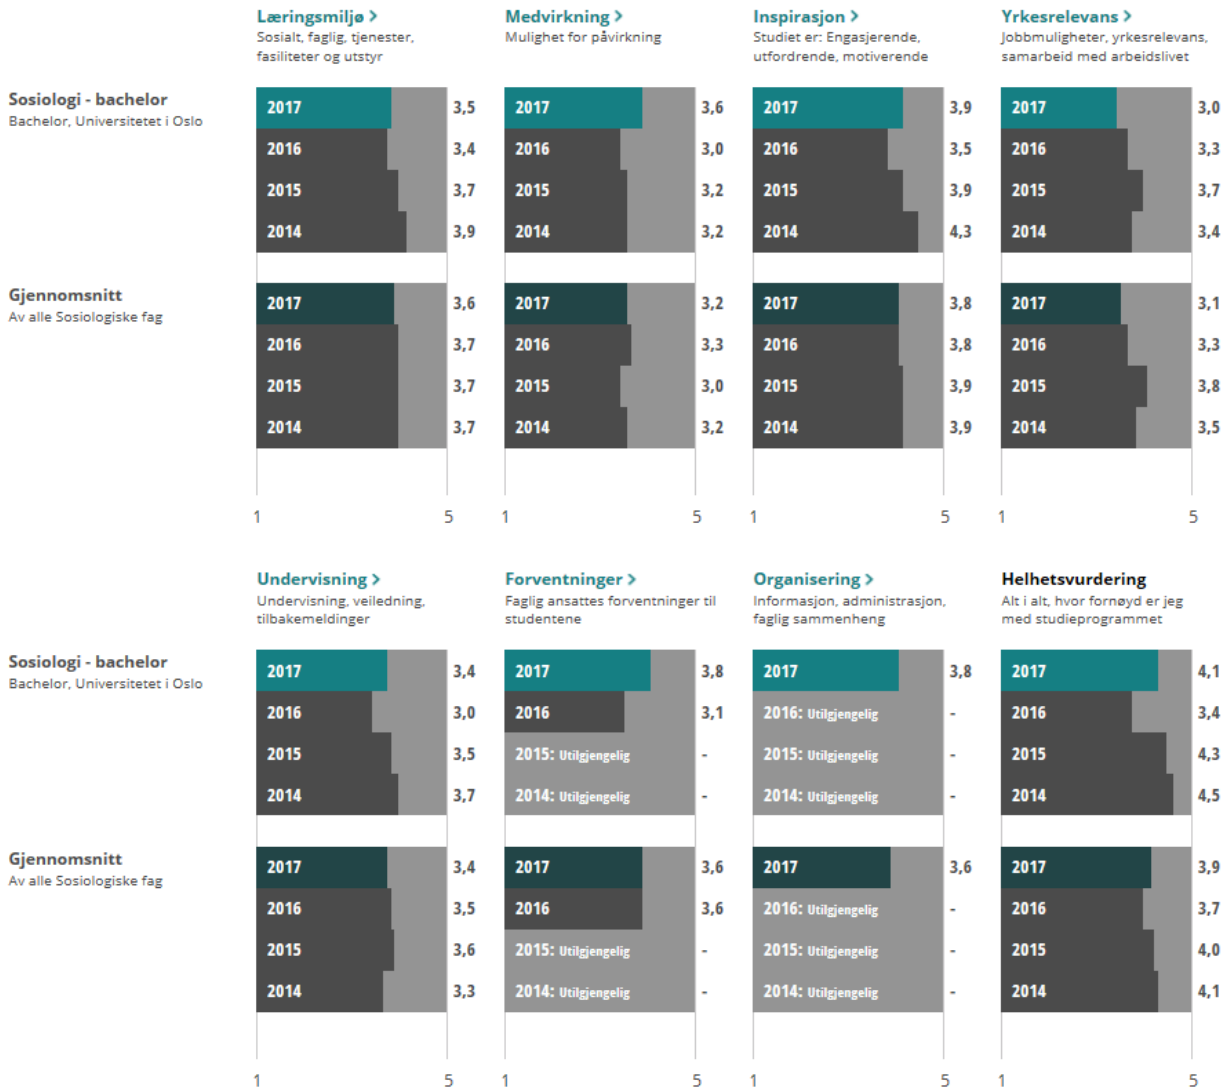 Læringsmiljø >
Sosialt, faglig, tjenester,
fasiliteter og utstyr
Medvirkning >
Mulighet for påvirkning
Inspirasjon >
Studiet er: Engasjerende,
utfordrende, motiverende
Yrkesrelevans >
Jobbmuligheter, yrkesrelevans,
samarbeid med arbeidslivet
Sosiologi - bachelor
Bachelor, Universitetet i Oslo
2017 3,5 2017 3,6 2017 3,9 2017 3,0
2016 3,4 2016 3,0 2016 3,5 2016 3,3
2015 3,7 2015 3,2 2015 3,9 2015 3,7
2014 3,9 2014 3,2 2014 4,3 2014 3,4
Gjennomsnitt
Av alle Sosiologiske fag
2017 3,6 2017 3,2 2017 3,8 2017 3,1
2016 3,7 2016 3,3 2016 3,8 2016 3,3
2015 3,7 2015 3,0 2015 3,9 2015 3,8
2014 3,7 2014 3,2 2014 3,9 2014 3,5
1 5 1 5 1 5 1 5
Undervisning >
Undervisning, veiledning,
tilbakemeldinger
Forventninger >
Faglig ansattes forventninger til
studentene
Organisering >
Informasjon, administrasjon,
faglig sammenheng
Helhetsvurdering
Alt i alt, hvor fornøyd er jeg
med studieprogrammet
Sosiologi - bachelor
Bachelor, Universitetet i Oslo
2017 3,4 2017 3,8 2017 3,8 2017 4,1
2016 3,0 2016 3,1 2016: Utilgjengelig - 2016 3,4
2015 3,5 2015: Utilgjengelig - 2015: Utilgjengelig - 2015 4,3
2014 3,7 2014: Utilgjengelig - 2014: Utilgjengelig - 2014 4,5
Gjennomsnitt
Av alle Sosiologiske fag
2017 3,4 2017 3,6 2017 3,6 2017 3,9
2016 3,5 2016 3,6 2016: Utilgjengelig - 2016 3,7
2015 3,6 2015: Utilgjengelig - 2015: Utilgjengelig - 2015 4,0
2014 3,3 2014: Utilgjengelig - 2014: Utilgjengelig - 2014 4,1
1 5 1 5 1 5 1 5